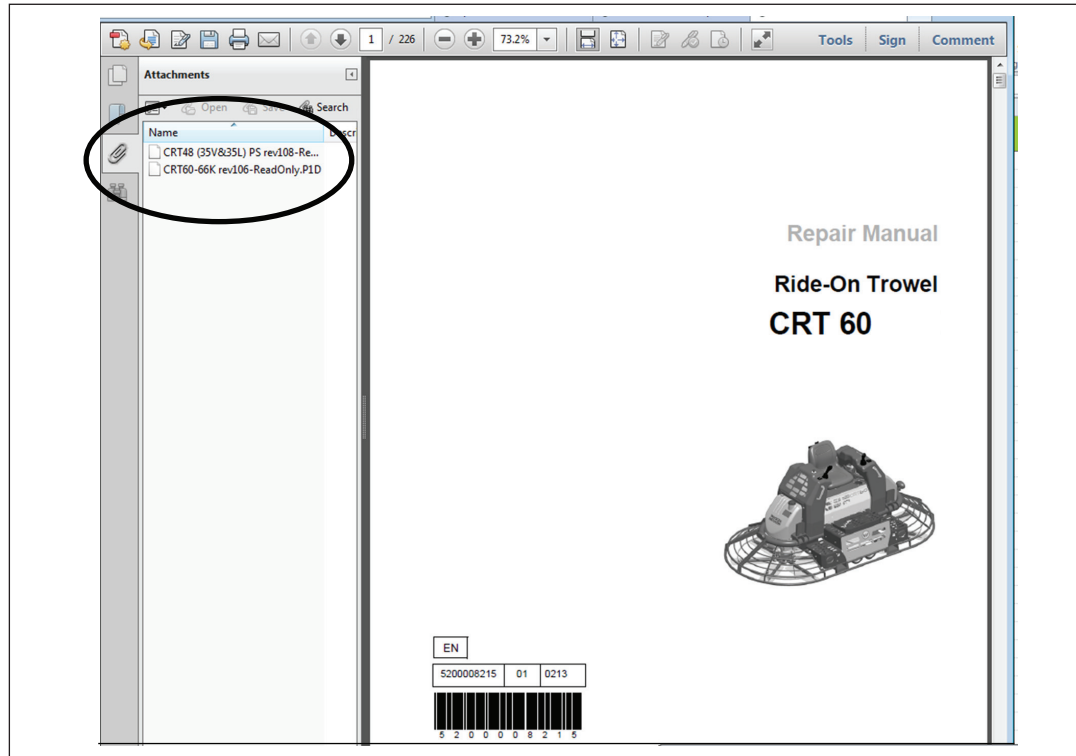 1 / 226 73.2% Tools Sign Comment
Attachments
Open Search
Name Descr
CRT48 (35V&35L) PS rev108-Re...
CRT60-66K rev106-ReadOnly.P1D
Repair Manual
Ride-On Trowel
CRT 60
EN
5200008215 01 0213
5 2 0 0 0 0 8 2 1 5